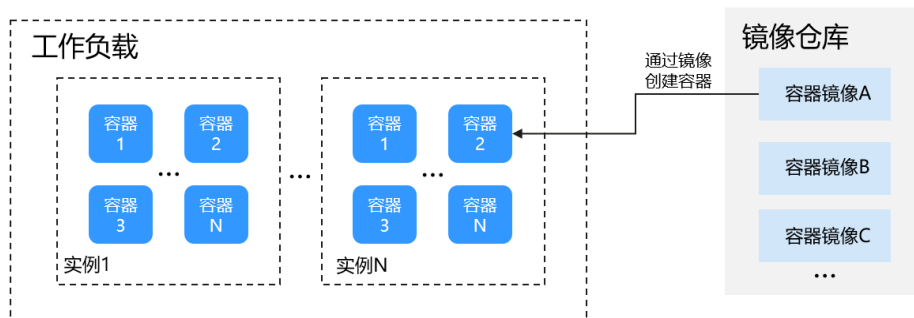 工作负载
容器
1
容器
2
...
容器
3
容器
N
实例1
...
容器
1
容器
2
...
容器
3
容器
N
实例N
通过镜像
创建容器
镜像仓库
容器镜像A
容器镜像B
容器镜像C
...